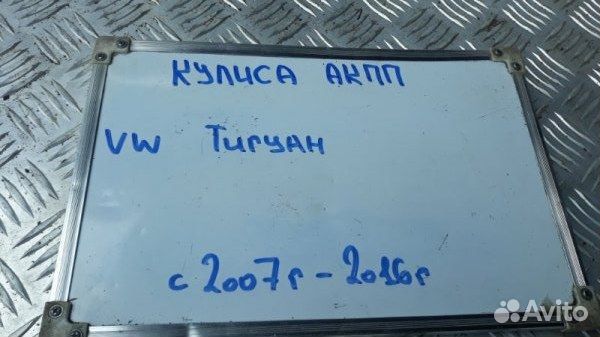 Кулиса АКПП
VW Тигуан
с 2007г - 2016г
Avito